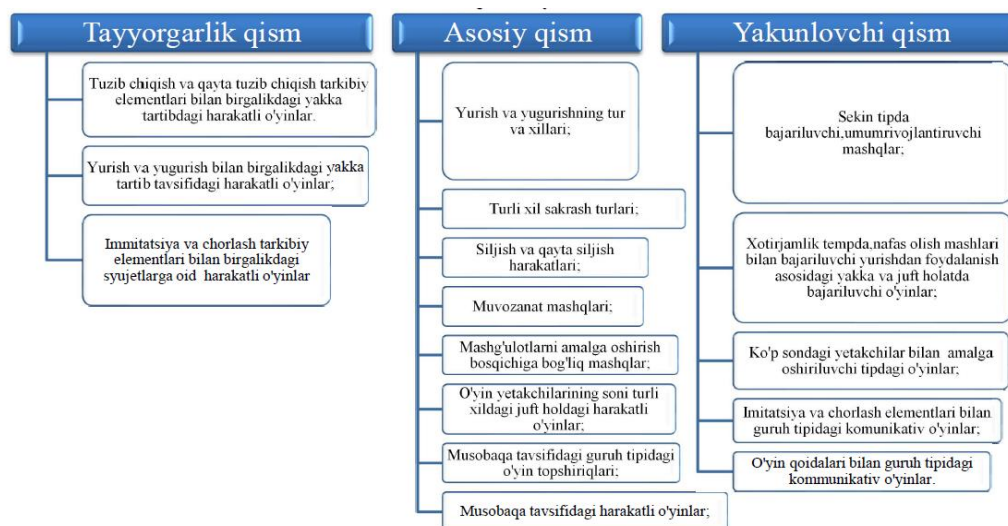 Tayyorgarlik qism
Tuzib chiqish va qayta tuzib chiqish tarkibiy
elementlari bilan birgalikdagi yakka
tartibdagi harakatli o'yinlar.
Yurish va yugurish bilan birgalikdagi yakka
tartib tavsifidagi harakatli o'yinlar;
Immitatsiya va chorlash tarkibiy
elementlari bilan birgalikdagi
syujetlarga oid harakatli o'yinlar
Asosiy qism
Yurish va yugurishning tur
va xillari;
Turli xil sakrash turlari;
Siljish va qayta siljish
harakatlari;
Muvozanat mashqlari;
Mashg'ulotlarni amalga oshirish
bosqichiga bog'liq mashqlar;
O'yin yetakchilarining soni turli
xildagi juft holdagi harakatli
o'yinlar;
Musobaqa tavsifidagi guruh tipidagi
o'yin topshiriqlari;
Musobaqa tavsifidagi harakatli o'yinlar;
Yakunlovchi qism
Sekin tipda
bajariluvchi,umumrivojlantiruvchi
mashqlar;
Xotirjamlik tempda,nafas olish mashlari
bilan bajariluvchi yurishdan foydalanish
asosidagi yakka va juft holatda
bajariluvchi o'yinlar;
Ko'p sondagi yetakchilar bilan amalga
oshiriluvchi tipdagi o'yinlar;
Imitatsiya va chorlash elementlari bilan
guruh tipidagi komunikativ o'yinlar;
O'yin qoidalari bilan guruh tipidagi
kommunikativ o'yinlar.